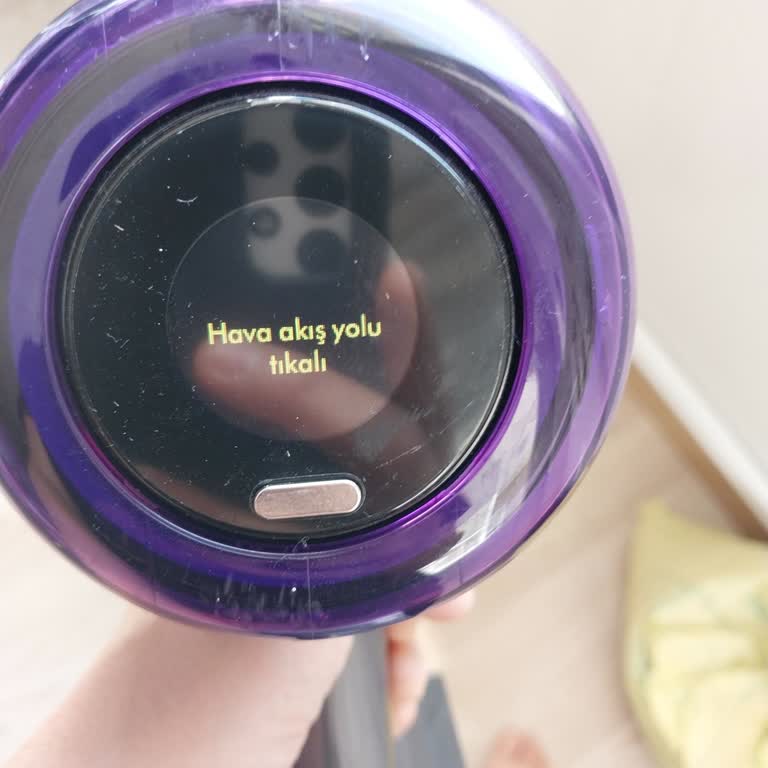 Hava akış yolu
tıkalı